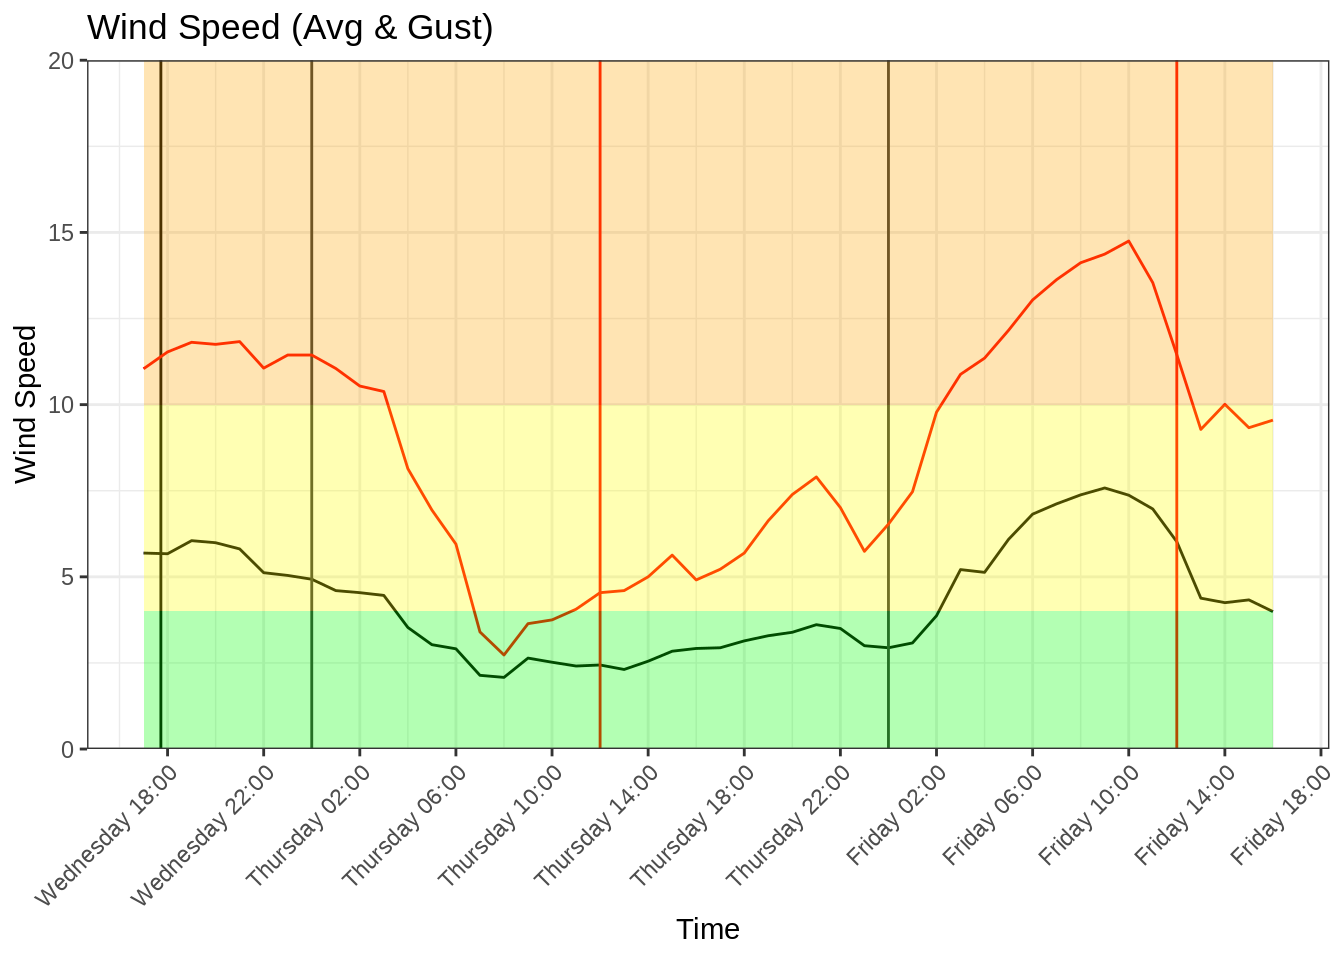 Wind Speed (Avg & Gust)
Wind Speed
20
15
10
5
0
Wednesday 18:00
Wednesday 22:00
Thursday 02:00
Thursday 06:00
Thursday 10:00
Thursday 14:00
Thursday 18:00
Thursday 22:00
Friday 02:00
Friday 06:00
Friday 10:00
Friday 14:00
Friday 18:00
Time